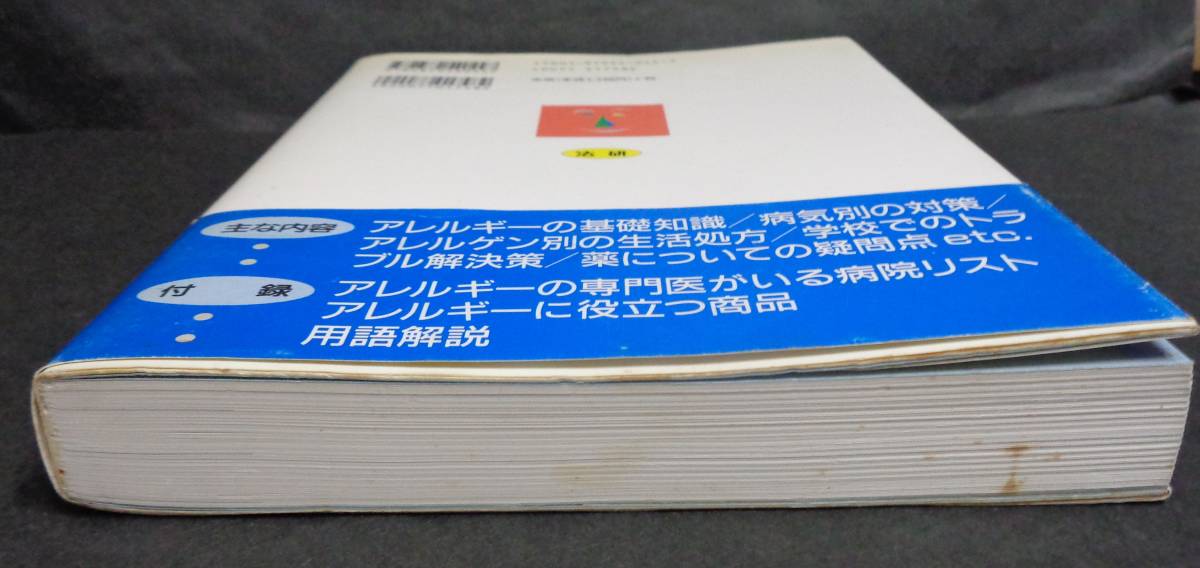 法研
主な内容 アレルギーの基礎知識／病気別の対策／
アレルゲン別の生活処方／学校でのトラ
ブル解決策／薬についての疑問点 etc.
付録 アレルギーの専門医がいる病院リスト
アレルギーに役立つ商品
用語解説